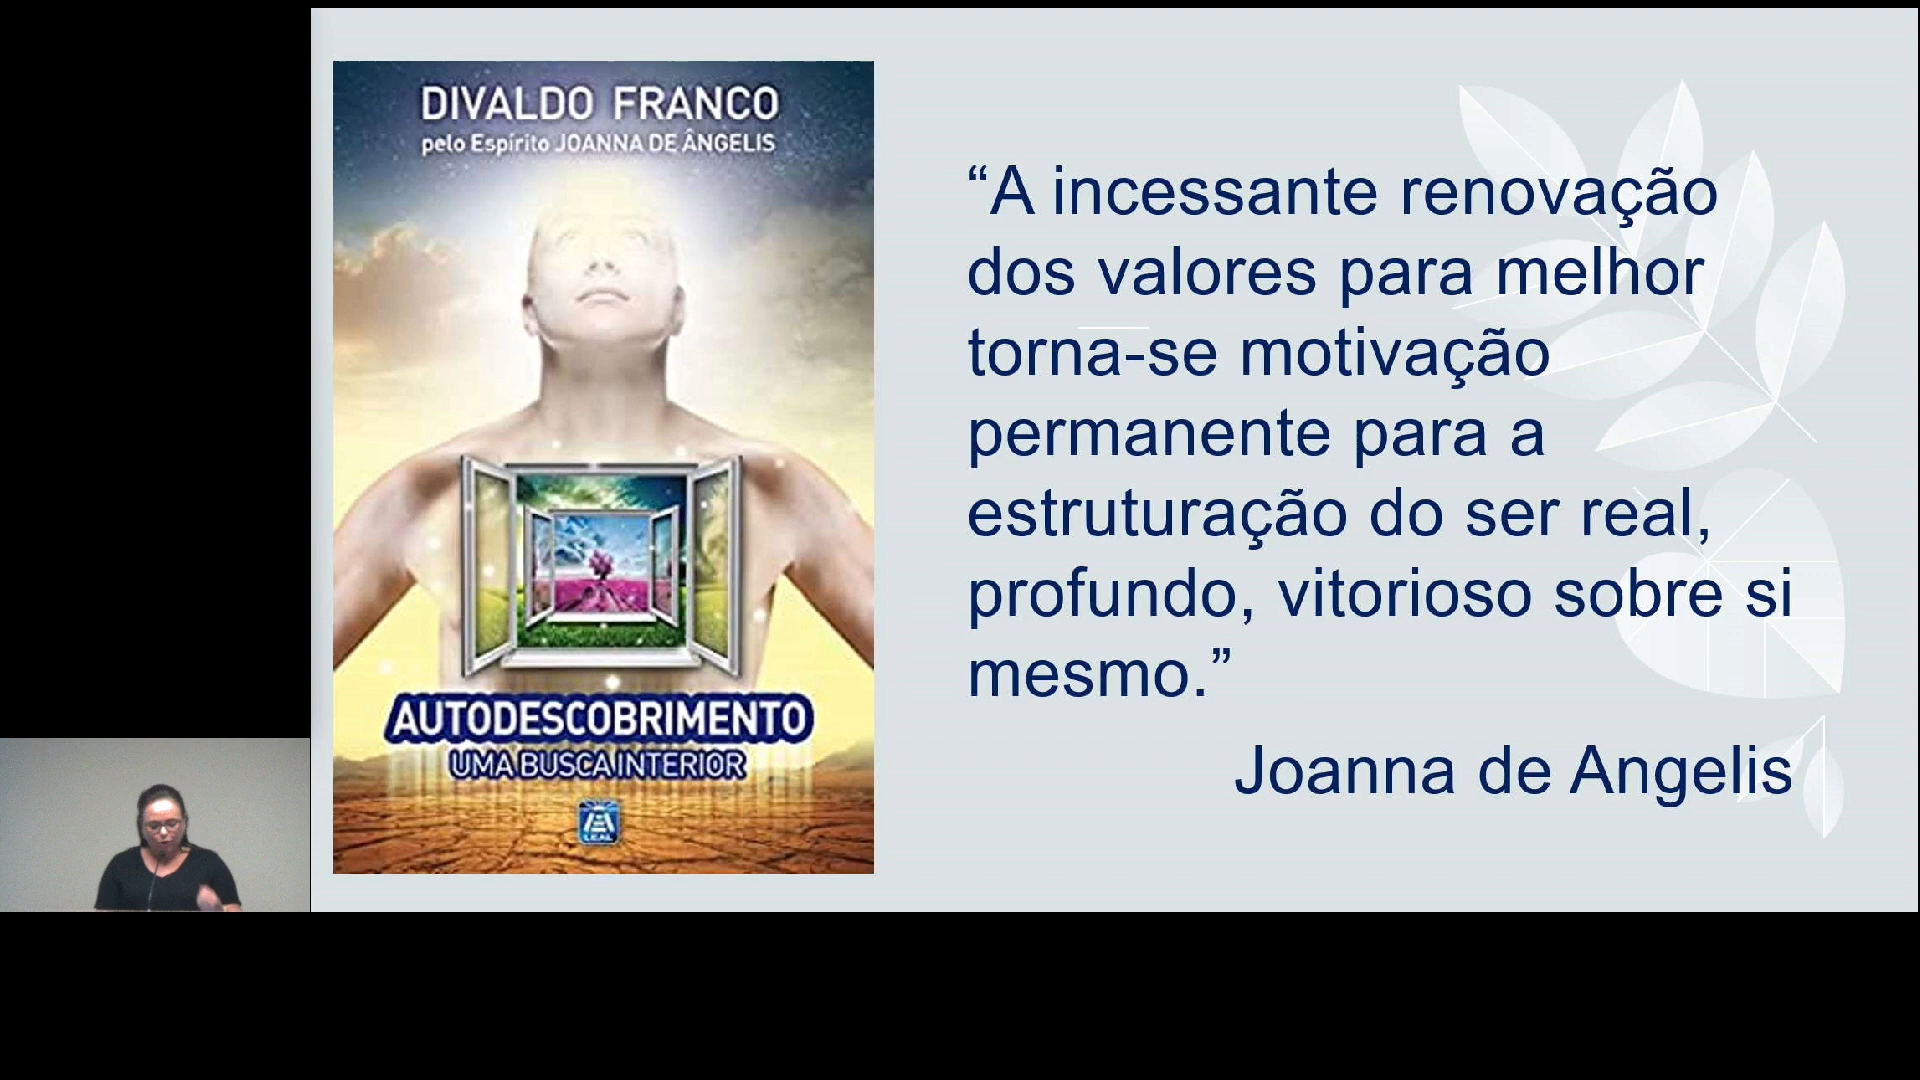 DIVALDO FRANCO
pelo Espírito JOANNA DE ÂNGELIS
AUTODESCOBRIMENTO
UMA BUSCA INTERIOR
LEAL
“A incessante renovação
dos valores para melhor
torna-se motivação
permanente para a
estruturação do ser real,
profundo, vitorioso sobre si
mesmo.”
Joanna de Angelis